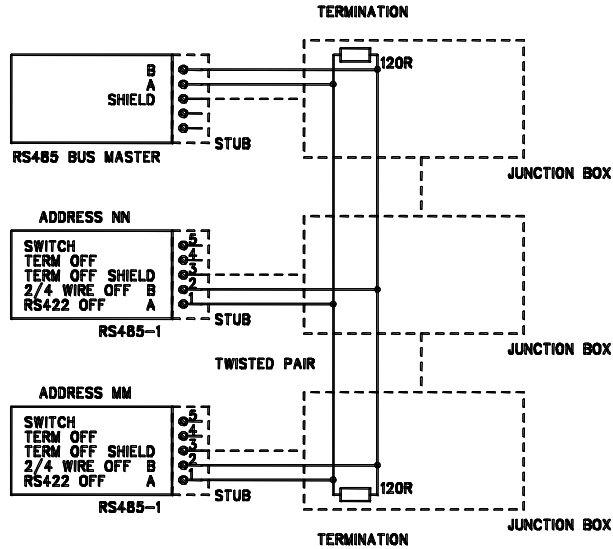 TERMINATION
120R
B
A
SHIELD
STUB
RS485 BUS MASTER
JUNCTION BOX
ADDRESS NN
SWITCH 5
TERM OFF 4
TERM OFF SHIELD 3
2/4 WIRE OFF B 2
RS422 OFF A 1
RS485-1
STUB
JUNCTION BOX
TWISTED PAIR
ADDRESS MM
SWITCH 5
TERM OFF 4
TERM OFF SHIELD 3
2/4 WIRE OFF B 2
RS422 OFF A 1
120R
RS485-1
STUB
JUNCTION BOX
TERMINATION